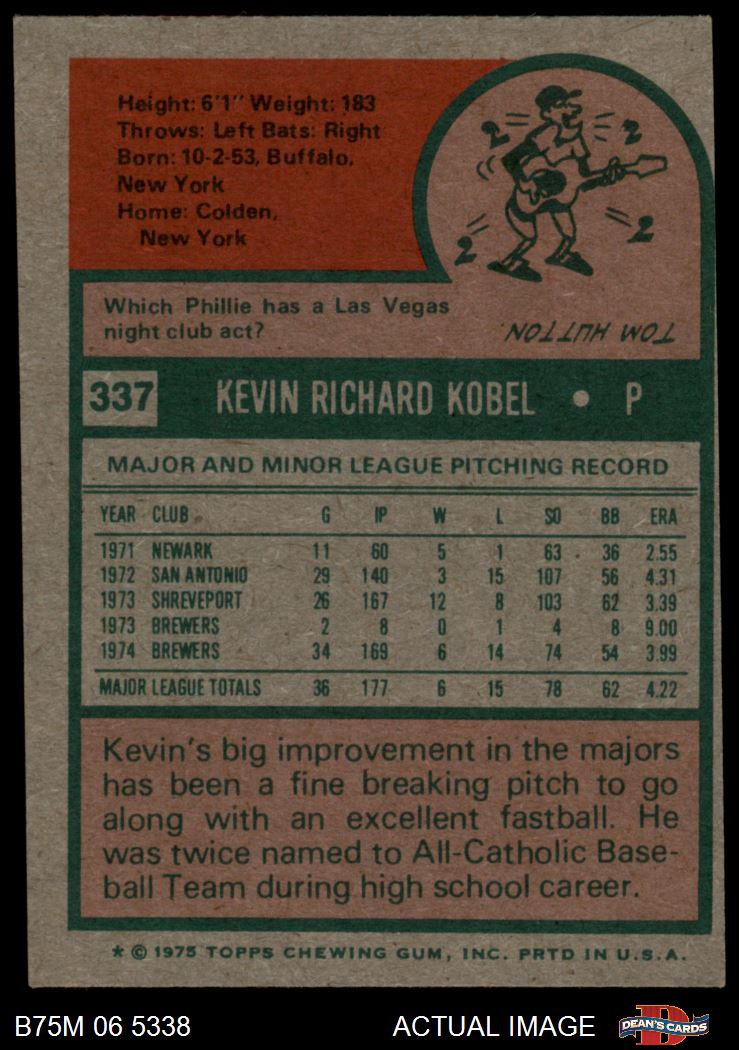 Height: 6'1" Weight: 183
Throws: Left Bats: Right
Born: 10-2-53, Buffalo,
New York
Home: Colden,
New York
2 2
2 2
Which Phillie has a Las Vegas
night club act?
TOM HUTTON
337 KEVIN RICHARD KOBEL • P
MAJOR AND MINOR LEAGUE PITCHING RECORD
YEAR CLUB G IP W L SO BB ERA
1971 NEWARK 11 60 5 1 63 36 2.55
1972 SAN ANTONIO 29 140 3 15 107 56 4.31
1973 SHREVEPORT 26 167 12 8 103 62 3.39
1973 BREWERS 2 8 0 1 4 8 9.00
1974 BREWERS 34 169 6 14 74 54 3.99
MAJOR LEAGUE TOTALS 36 177 6 15 78 62 4.22
Kevin's big improvement in the majors
has been a fine breaking pitch to go
along with an excellent fastball. He
was twice named to All-Catholic Base-
ball Team during high school career.
* © 1975 TOPPS CHEWING GUM, INC. PRTD IN U.S.A.
B75M 06 5338 ACTUAL IMAGE D DEAN'S CARDS